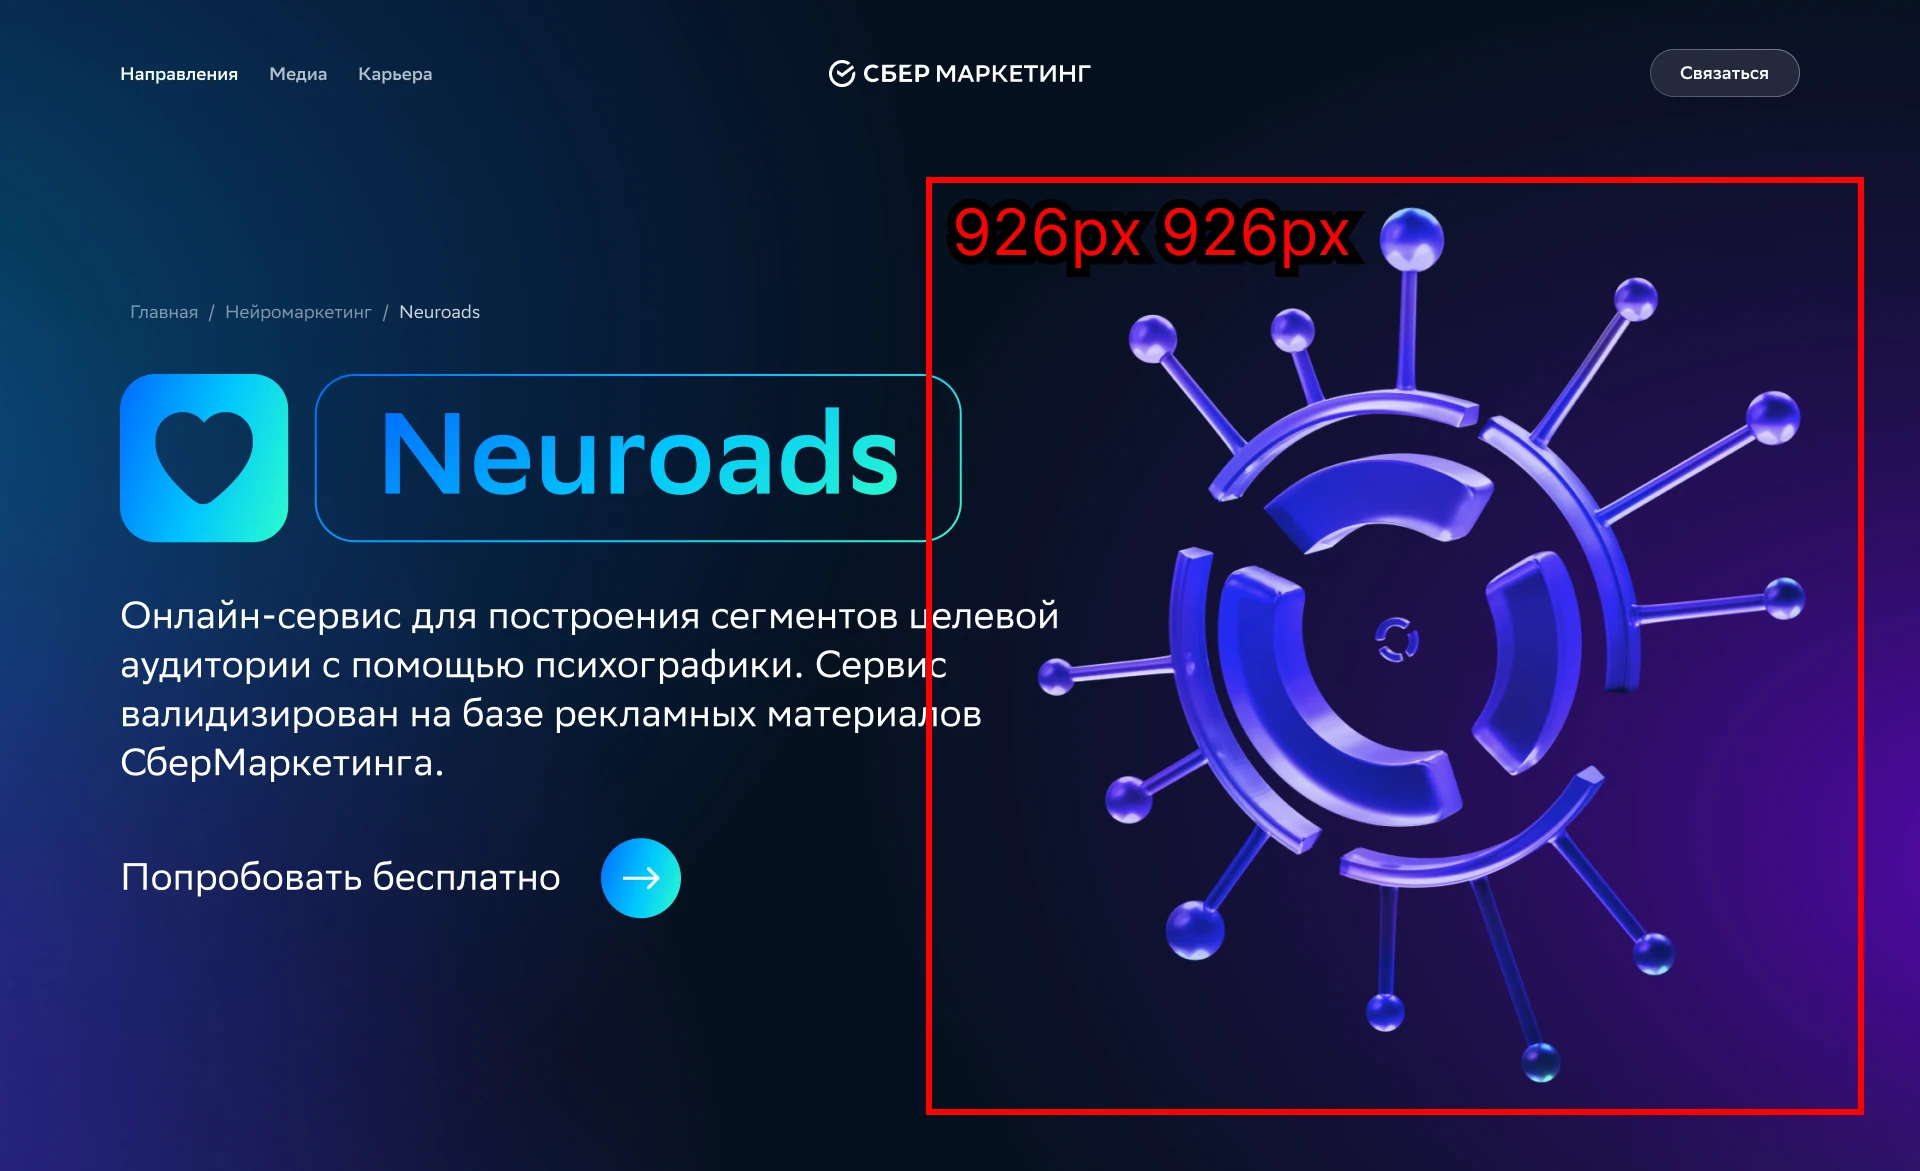 Направления Медиа Карьера
СБЕР МАРКЕТИНГ
Связаться
926px 926px
Главная / Нейромаркетинг / Neuroads
Neuroads
Онлайн-сервис для построения сегментов целевой
аудитории с помощью психографики. Сервис
валидизирован на базе рекламных материалов
СберМаркетинга.
Попробовать бесплатно